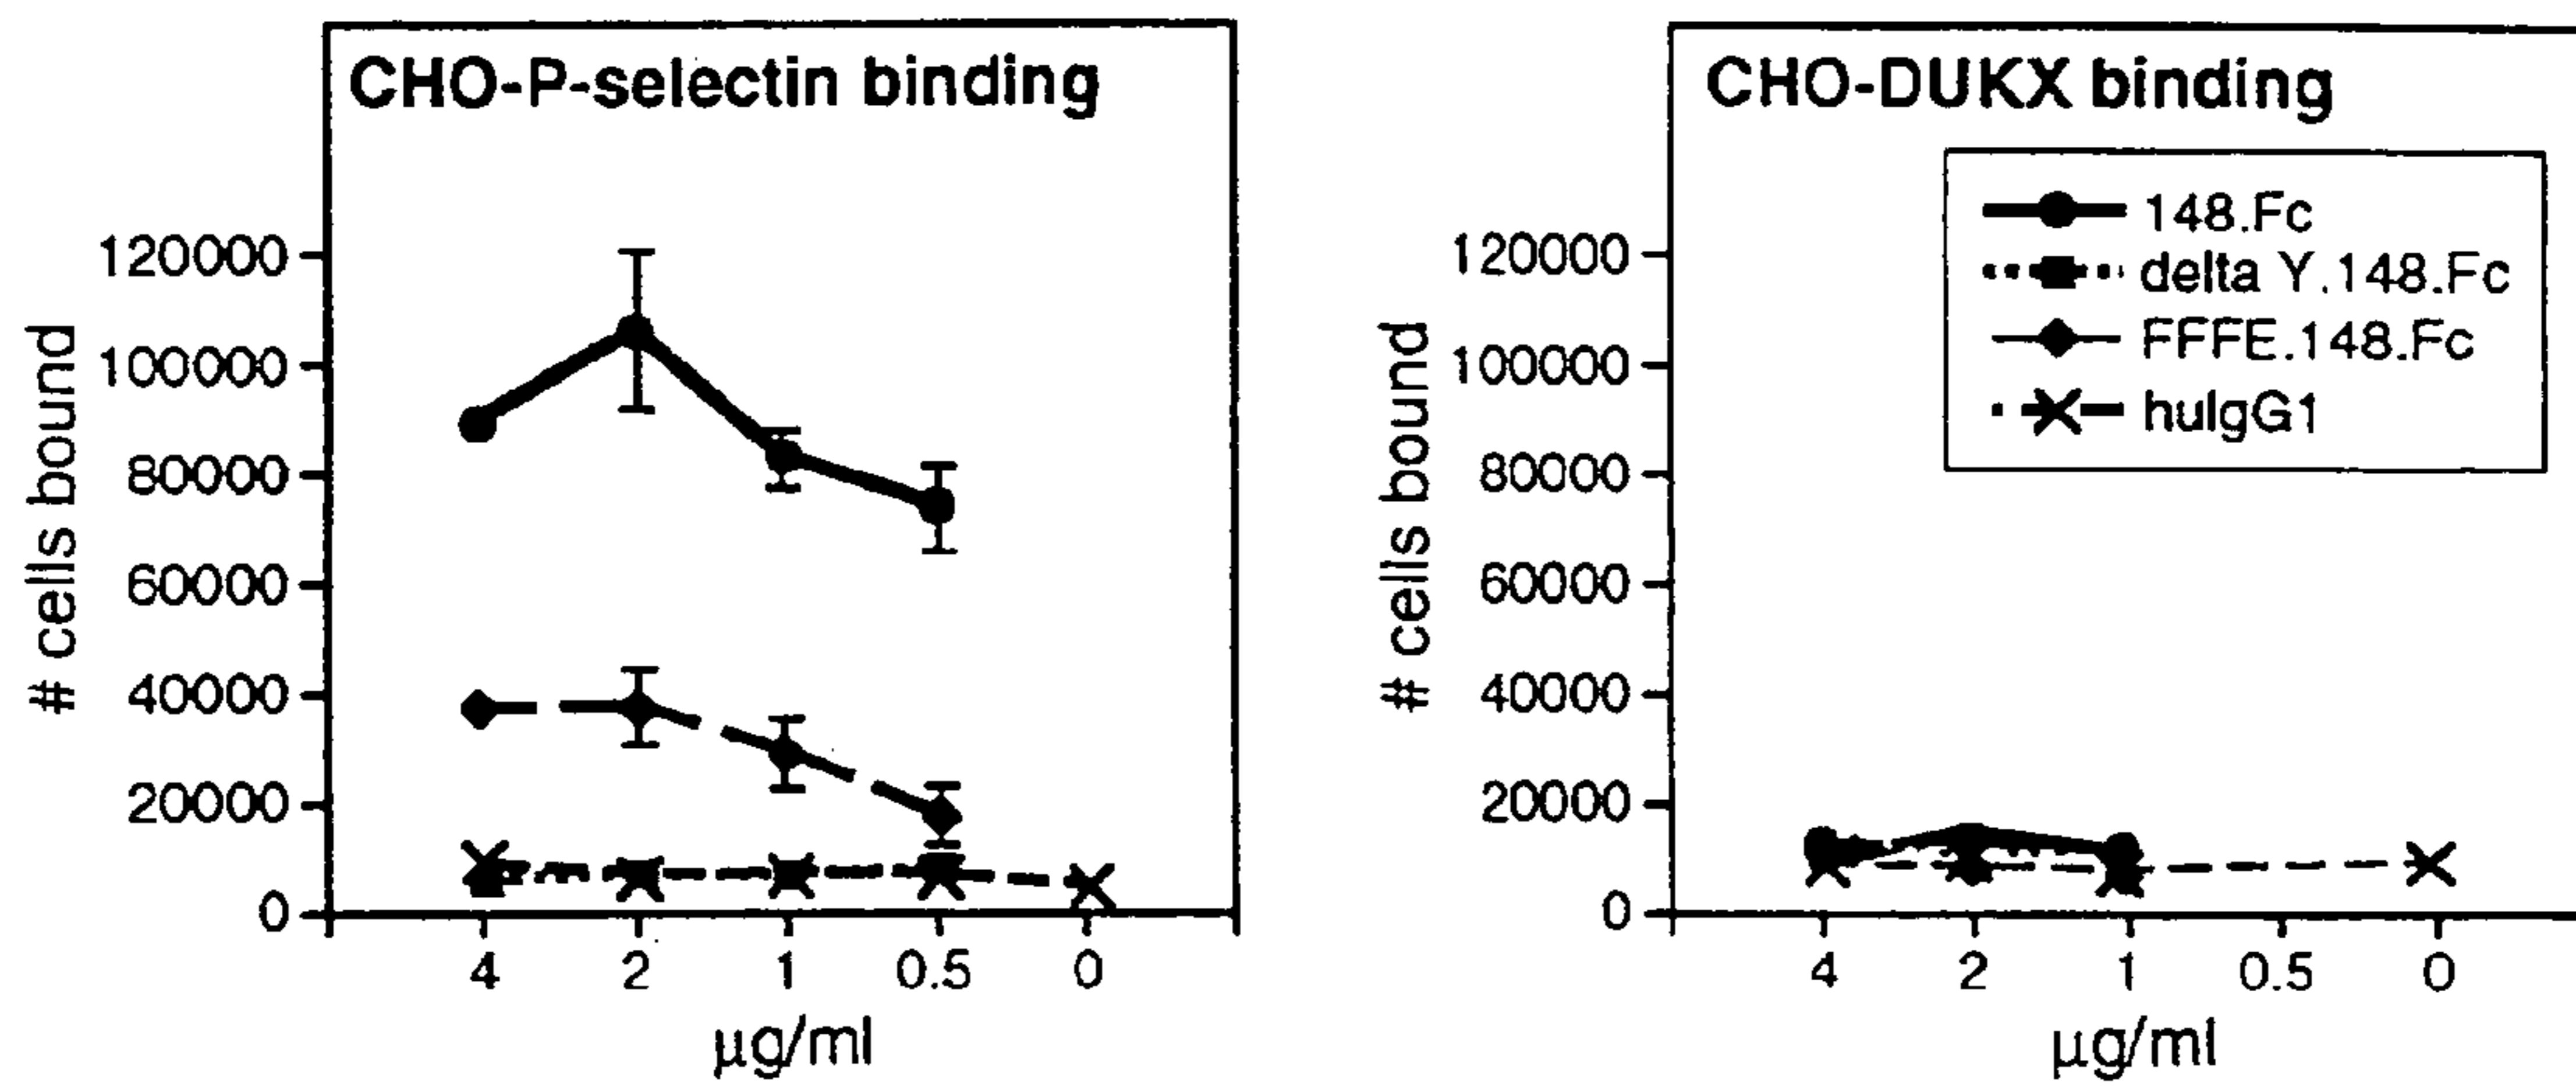 CHO-P-selectin binding
# cells bound
120000
100000
80000
60000
40000
20000
0
4 2 1 0.5 0
µg/ml
CHO-DUKX binding
148.Fc
delta Y.148.Fc
FFFE.148.Fc
huIgG1
# cells bound
120000
100000
80000
60000
40000
20000
0
4 2 1 0.5 0
µg/ml